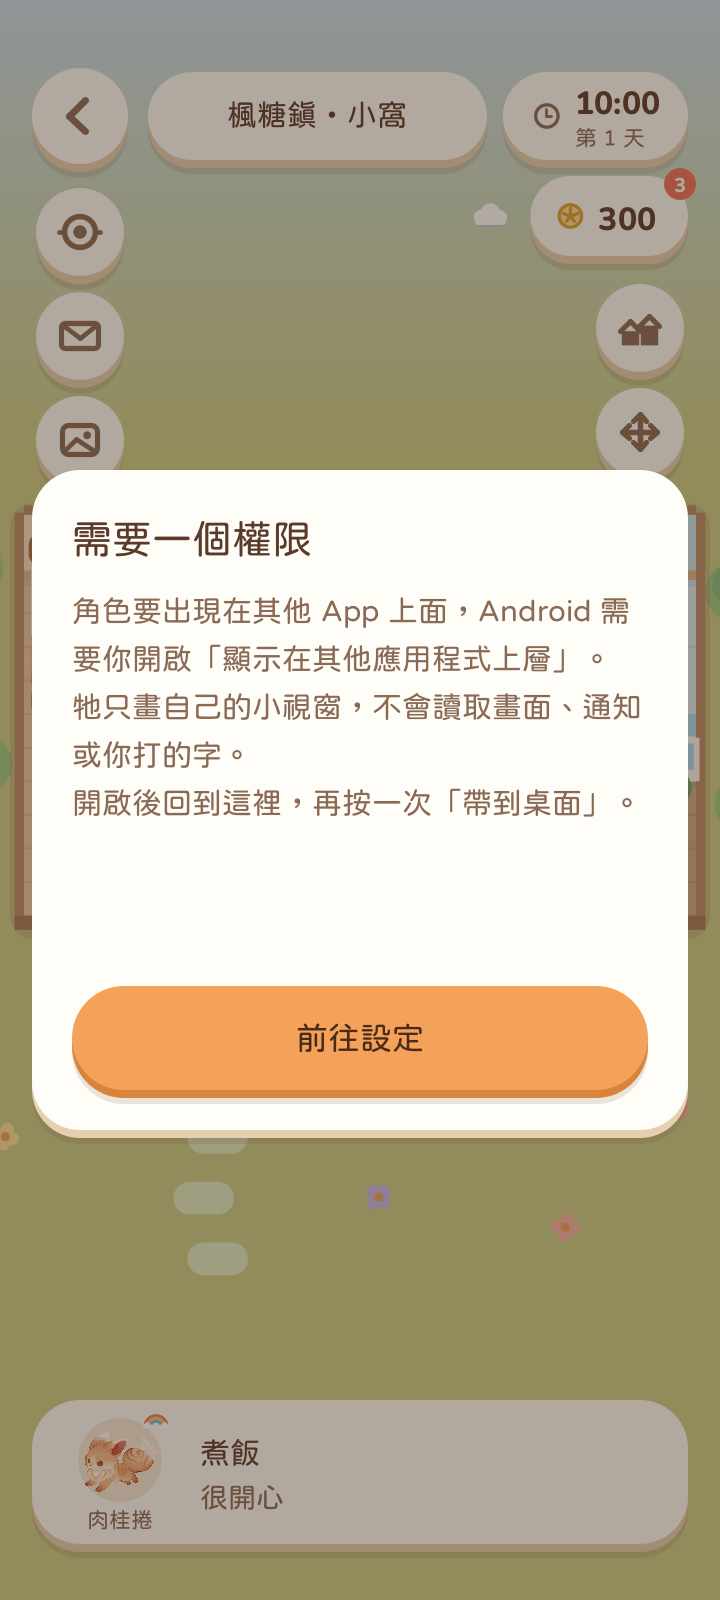 楓糖鎮・小窩
10:00
第 1 天
3
300
需要一個權限
角色要出現在其他 App 上面，Android 需
要你開啟「顯示在其他應用程式上層」。
牠只畫自己的小視窗，不會讀取畫面、通知
或你打的字。
開啟後回到這裡，再按一次「帶到桌面」。
前往設定
煮飯
很開心
肉桂捲